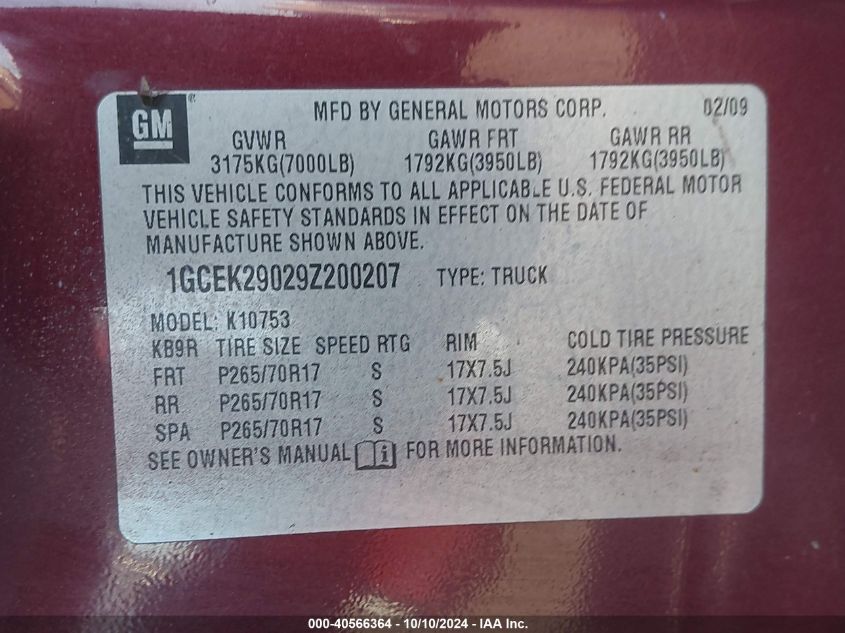 GM ® MFD BY GENERAL MOTORS CORP. 02/09
GVWR GAWR FRT GAWR RR
3175KG(7000LB) 1792KG(3950LB) 1792KG(3950LB)
THIS VEHICLE CONFORMS TO ALL APPLICABLE U.S. FEDERAL MOTOR
VEHICLE SAFETY STANDARDS IN EFFECT ON THE DATE OF
MANUFACTURE SHOWN ABOVE.
1GCEK29029Z200207 TYPE: TRUCK
MODEL: K10753
KB9R TIRE SIZE SPEED RTG RIM COLD TIRE PRESSURE
FRT P265/70R17 S 17X7.5J 240KPA(35PSI)
RR P265/70R17 S 17X7.5J 240KPA(35PSI)
SPA P265/70R17 S 17X7.5J 240KPA(35PSI)
SEE OWNER'S MANUAL i FOR MORE INFORMATION.
000-40566364 - 10/10/2024 - IAA Inc.